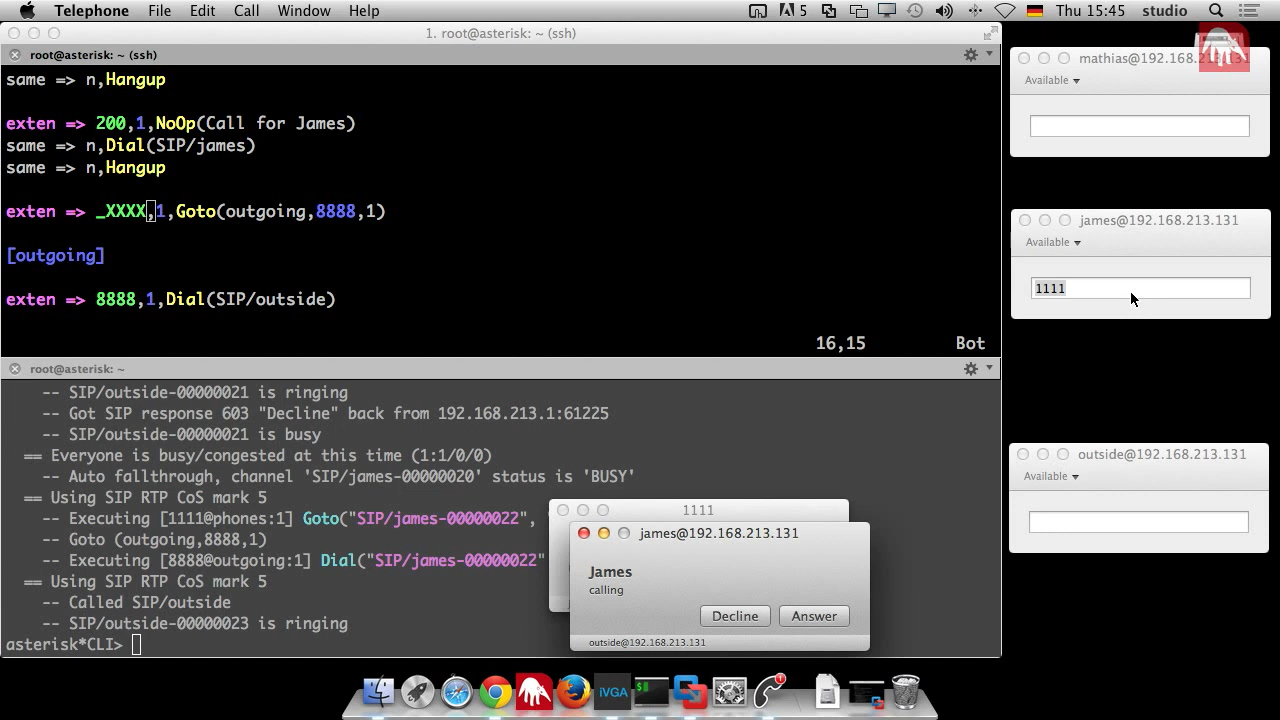 Telephone File Edit Call Window Help 5 Thu 15:45 studio
1. root@asterisk: ~ (ssh)
root@asterisk: ~ (ssh)
same => n,Hangup
exten => 200,1,NoOp(Call for James)
same => n,Dial(SIP/james)
same => n,Hangup
exten => _XXXX,1,Goto(outgoing,8888,1)
[outgoing]
exten => 8888,1,Dial(SIP/outside)
16,15 Bot
root@asterisk: ~
-- SIP/outside-00000021 is ringing
-- Got SIP response 603 "Decline" back from 192.168.213.1:61225
-- SIP/outside-00000021 is busy
== Everyone is busy/congested at this time (1:1/0/0)
-- Auto fallthrough, channel 'SIP/james-00000020' status is 'BUSY'
== Using SIP RTP CoS mark 5
-- Executing [1111@phones:1] Goto("SIP/james-00000022",
-- Goto (outgoing,8888,1)
-- Executing [8888@outgoing:1] Dial("SIP/james-00000022"
== Using SIP RTP CoS mark 5
-- Called SIP/outside
-- SIP/outside-00000023 is ringing
asterisk*CLI>
1111
james@192.168.213.131
James
calling
Decline Answer
outside@192.168.213.131
mathias@192.168.213.131
Available
james@192.168.213.131
Available
1111
outside@192.168.213.131
Available
iVGA
$
1